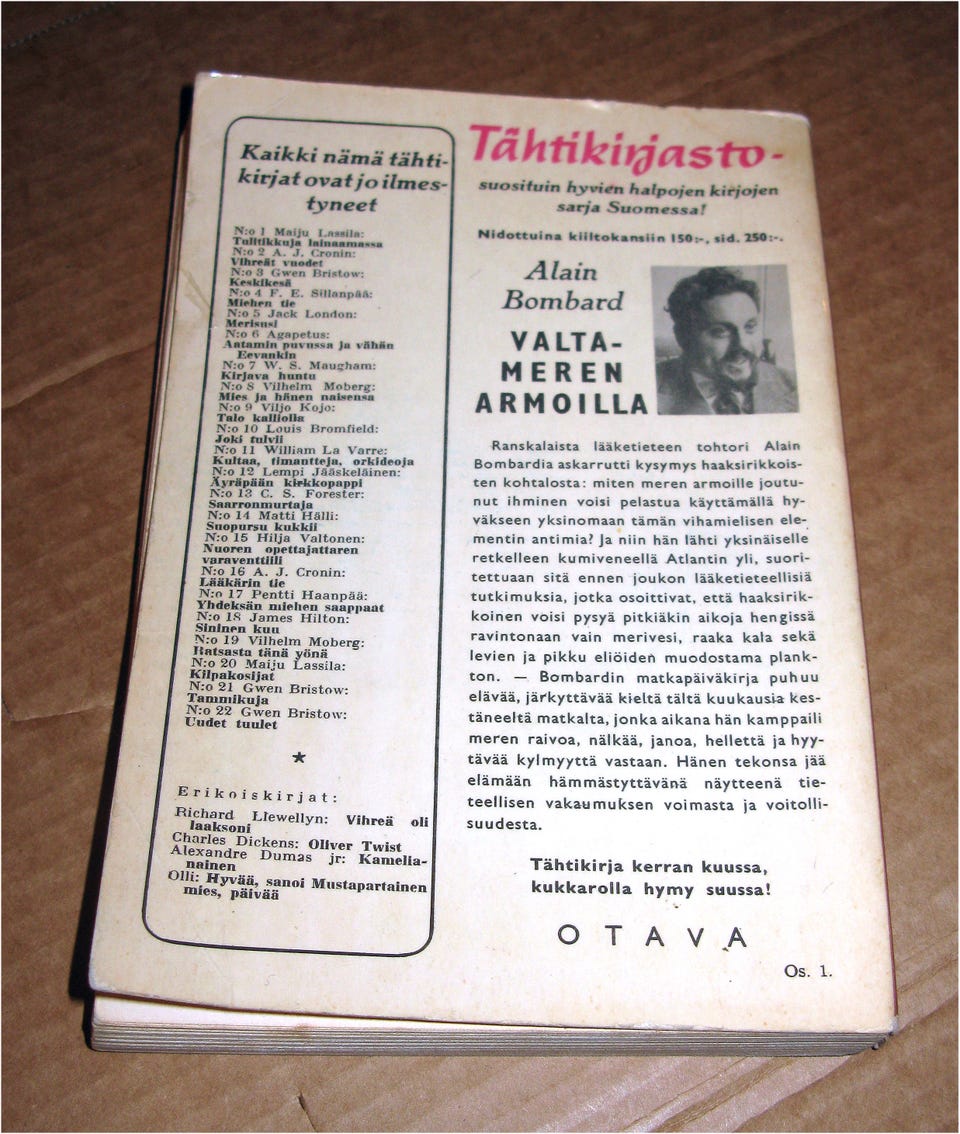 Kaikki nämä tähti-
kirjat ovat jo ilmes-
tyneet
N:o 1 Maiju Lassila:
Tulitikkuja lainaamassa
N:o 2 A. J. Cronin:
Vihreät vuodet
N:o 3 Gwen Bristow:
Keskikesä
N:o 4 F. E. Sillanpää:
Miehen tie
N:o 5 Jack London:
Merisusi
N:o 6 Agapetus:
Aatamin puvussa ja vähän
Eevankin
N:o 7 W. S. Maugham:
Kirjava huntu
N:o 8 Vilhelm Moberg:
Mies ja hänen naisensa
N:o 9 Viljo Kojo:
Talo kalliolla
N:o 10 Louis Bromfield:
Joki tulvii
N:o 11 William La Varre:
Kultaa, timantteja, orkideoja
N:o 12 Lempi Jääskeläinen:
Äyräpään kirkkopappi
N:o 13 C. S. Forester:
Saarronmurtaja
N:o 14 Matti Hälli:
Suopursu kukkii
N:o 15 Hilja Valtonen:
Nuoren opettajattaren
varaventtiili
N:o 16 A. J. Cronin:
Lääkärin tie
N:o 17 Pentti Haanpää:
Yhdeksän miehen saappaat
N:o 18 James Hilton:
Sininen kuu
N:o 19 Vilhelm Moberg:
Ratsasta tänä yönä
N:o 20 Maiju Lassila:
Kilpakosijat
N:o 21 Gwen Bristow:
Tammikuja
N:o 22 Gwen Bristow:
Uudet tuulet
Erikoiskirjat:
Richard Llewellyn: Vihreä oli
laaksoni
Charles Dickens: Oliver Twist
Alexandre Dumas jr: Kamelia-
nainen
Olli: Hyvää, sanoi Mustapartainen
mies, päivää
Tähtikirjasto-
suosituin hyvien halpojen kirjojen
sarja Suomessa!
Nidottuina kiiltokansiin 150:-, sid. 250:-.
Alain
Bombard
VALTA-
MEREN
ARMOILLA
Ranskalaista lääketieteen tohtori Alain
Bombardia askarrutti kysymys haaksirikkois-
ten kohtalosta: miten meren armoille joutu-
nut ihminen voisi pelastua käyttämällä hy-
väkseen yksinomaan tämän vihamielisen ele-
mentin antimia? Ja niin hän lähti yksinäiselle
retkelleen kumiveneellä Atlantin yli, suori-
tettuaan sitä ennen joukon lääketieteellisiä
tutkimuksia, jotka osoittivat, että haaksirik-
koinen voisi pysyä pitkiäkin aikoja hengissä
ravintonaan vain merivesi, raaka kala sekä
levien ja pikku eliöiden muodostama plank-
ton. — Bombardin matkapäiväkirja puhuu
elävää, järkyttävää kieltä tältä kuukausia kes-
täneeltä matkalta, jonka aikana hän kamppaili
meren raivoa, nälkää, janoa, hellettä ja hyy-
tävää kylmyyttä vastaan. Hänen tekonsa jää
elämään hämmästyttävänä näytteenä tie-
teellisen vakaumuksen voimasta ja voitolli-
suudesta.
Tähtikirja kerran kuussa,
kukkarolla hymy suussa!
OTAVA
Os. 1.